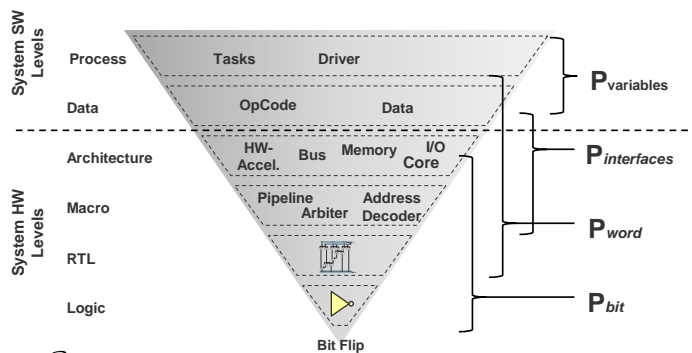 System SW
Levels
Process
Tasks
Driver
Pvariables
Data
OpCode
Data
System HW
Levels
Architecture
HW-
Accel.
Bus
Memory
I/O
Core
Pinterfaces
Macro
Pipeline
Arbiter
Address
Decoder
Pword
RTL
Logic
Pbit
Bit Flip